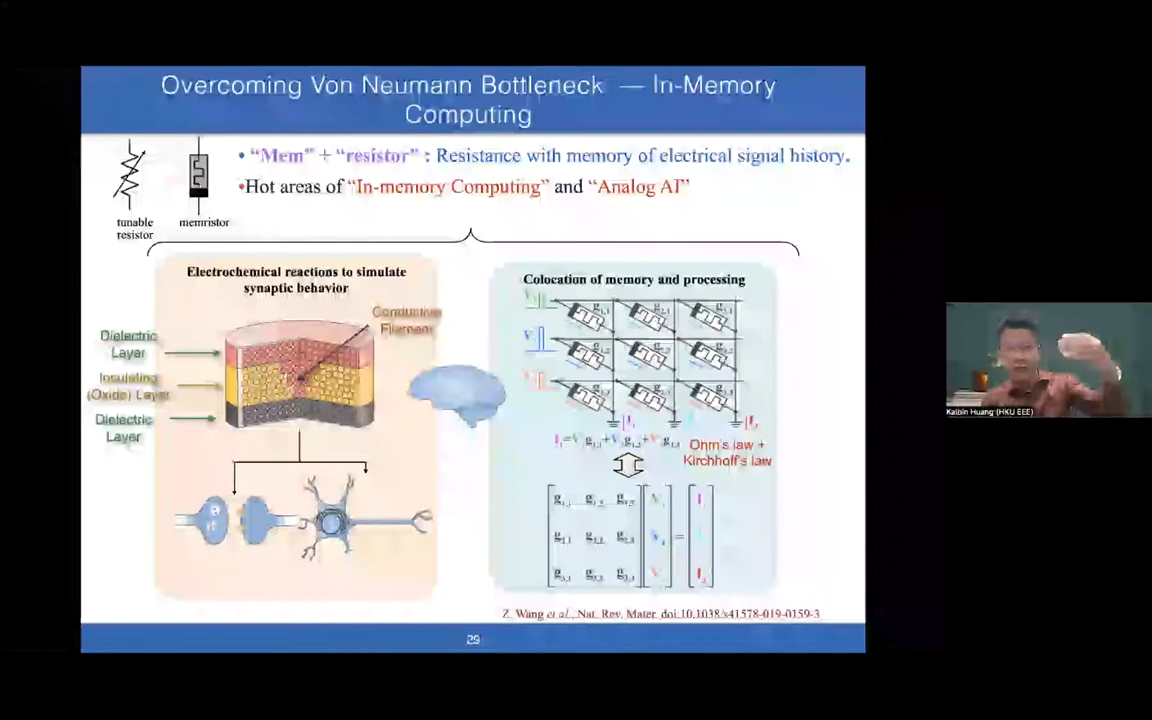 Overcoming Von Neumann Bottleneck — In-Memory
Computing
• “Mem” + “resistor” : Resistance with memory of electrical signal history.
•Hot areas of “In-memory Computing” and “Analog AI”
tunable
resistor
memristor
Electrochemical reactions to simulate
synaptic behavior
Conductive
Filament
Dielectric
Layer
Insulating
(Oxide) Layer
Dielectric
Layer
Colocation of memory and processing
Ohm's law +
Kirchhoff's law
Z. Wang et al., Nat. Rev. Mater. doi:10.1038/s41578-019-0159-3
29
Kaibin Huang (HKU EEE)